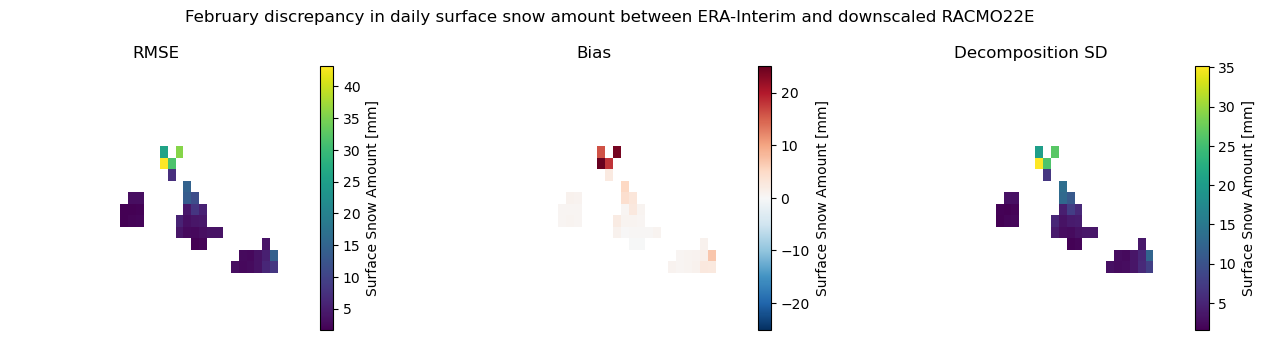 February discrepancy in daily surface snow amount between ERA-Interim and downscaled RACMO22E
RMSE
40
35
30
25
20
15
10
5
Surface Snow Amount [mm]
Bias
20
10
0
−10
−20
Surface Snow Amount [mm]
Decomposition SD
35
30
25
20
15
10
5
Surface Snow Amount [mm]